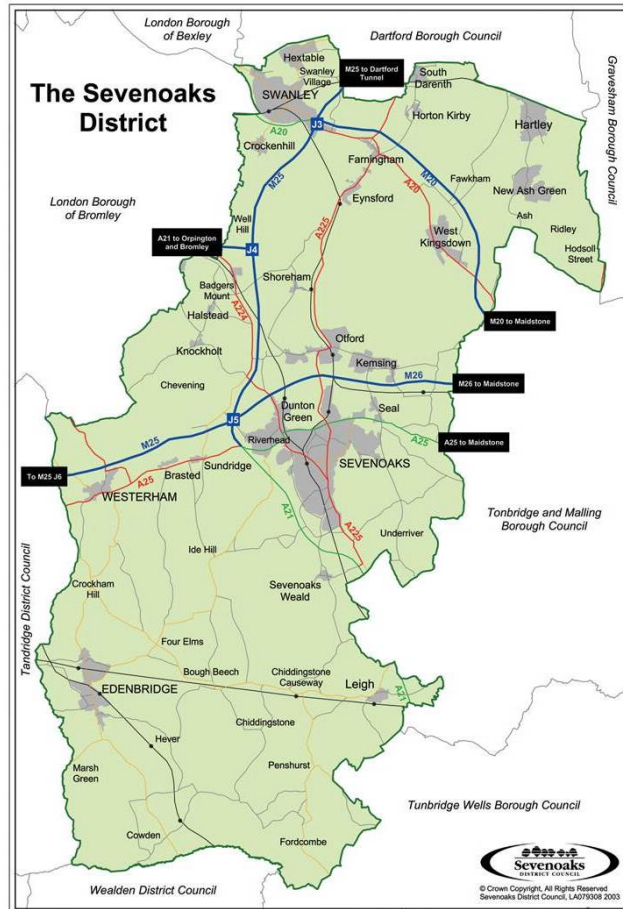 London Borough
of Bexley
Dartford Borough Council
Gravesham Borough Council
The Sevenoaks
District
Hextable
Swanley
Village
SWANLEY
M25 to Dartford
Tunnel
South
Darenth
Horton Kirby
Hartley
J3
A20
Crockenhill
M25
Farningham
M20
A20
Fawkham
Eynsford
New Ash Green
London Borough
of Bromley
Well
Hill
A225
Ash
West
Kingsdown
Ridley
Hodsoll
Street
A21 to Orpington
and Bromley
J4
Shoreham
Badgers
Mount
A224
Halstead
M20 to Maidstone
Knockholt
Otford
Kemsing
Chevening
M26
M26 to Maidstone
Dunton
Green
Seal
J5
M25
Riverhead
A25
A25 to Maidstone
SEVENOAKS
To M25 J6
Sundridge
Brasted
A25
WESTERHAM
A21
A225
Tonbridge and Malling
Borough Council
Underriver
Ide Hill
Sevenoaks
Weald
Tandridge District Council
Crockham
Hill
Four Elms
Bough Beech
Chiddingstone
Causeway
Leigh
A21
EDENBRIDGE
Chiddingstone
Hever
Penshurst
Marsh
Green
Tunbridge Wells Borough Council
Cowden
Fordcombe
Wealden District Council
Sevenoaks
DISTRICT COUNCIL
© Crown Copyright, All Rights Reserved
Sevenoaks District Council, LA079308 2003